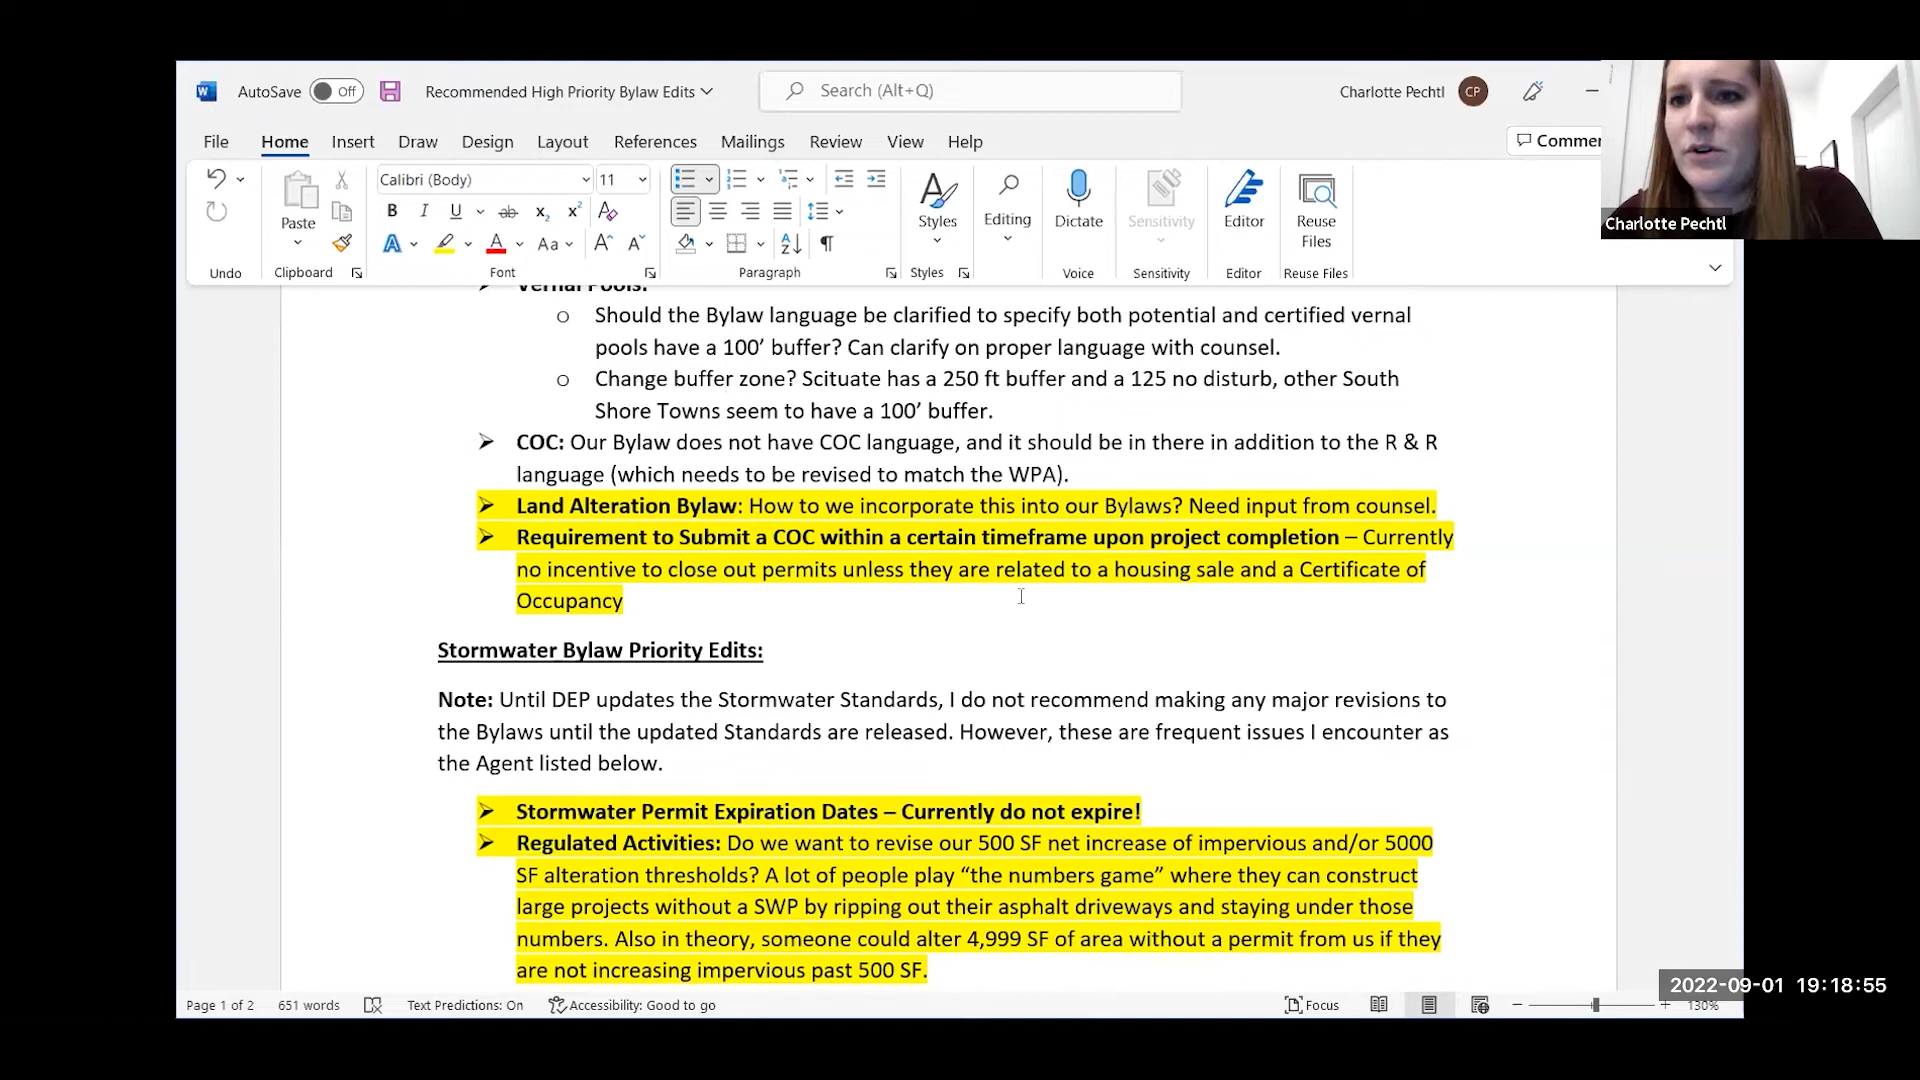 AutoSave Off Recommended High Priority Bylaw Edits Search (Alt+Q) Charlotte Pechtl CP
File Home Insert Draw Design Layout References Mailings Review View Help Commen
Calibri (Body) 11
Paste Styles Editing Dictate Sensitivity Editor Reuse
Files
B I U ab x2 x2 A
A A Aa A A A Z ¶
Undo Clipboard Font Paragraph Styles Voice Sensitivity Editor Reuse Files
Charlotte Pechtl
Vernal Pools:
o Should the Bylaw language be clarified to specify both potential and certified vernal
pools have a 100’ buffer? Can clarify on proper language with counsel.
o Change buffer zone? Scituate has a 250 ft buffer and a 125 no disturb, other South
Shore Towns seem to have a 100’ buffer.
➢ COC: Our Bylaw does not have COC language, and it should be in there in addition to the R & R
language (which needs to be revised to match the WPA).
➢ Land Alteration Bylaw: How to we incorporate this into our Bylaws? Need input from counsel.
➢ Requirement to Submit a COC within a certain timeframe upon project completion – Currently
no incentive to close out permits unless they are related to a housing sale and a Certificate of
Occupancy
Stormwater Bylaw Priority Edits:
Note: Until DEP updates the Stormwater Standards, I do not recommend making any major revisions to
the Bylaws until the updated Standards are released. However, these are frequent issues I encounter as
the Agent listed below.
➢ Stormwater Permit Expiration Dates – Currently do not expire!
➢ Regulated Activities: Do we want to revise our 500 SF net increase of impervious and/or 5000
SF alteration thresholds? A lot of people play “the numbers game” where they can construct
large projects without a SWP by ripping out their asphalt driveways and staying under those
numbers. Also in theory, someone could alter 4,999 SF of area without a permit from us if they
are not increasing impervious past 500 SF.
2022-09-01 19:18:55
Page 1 of 2 651 words Text Predictions: On Accessibility: Good to go Focus 130%